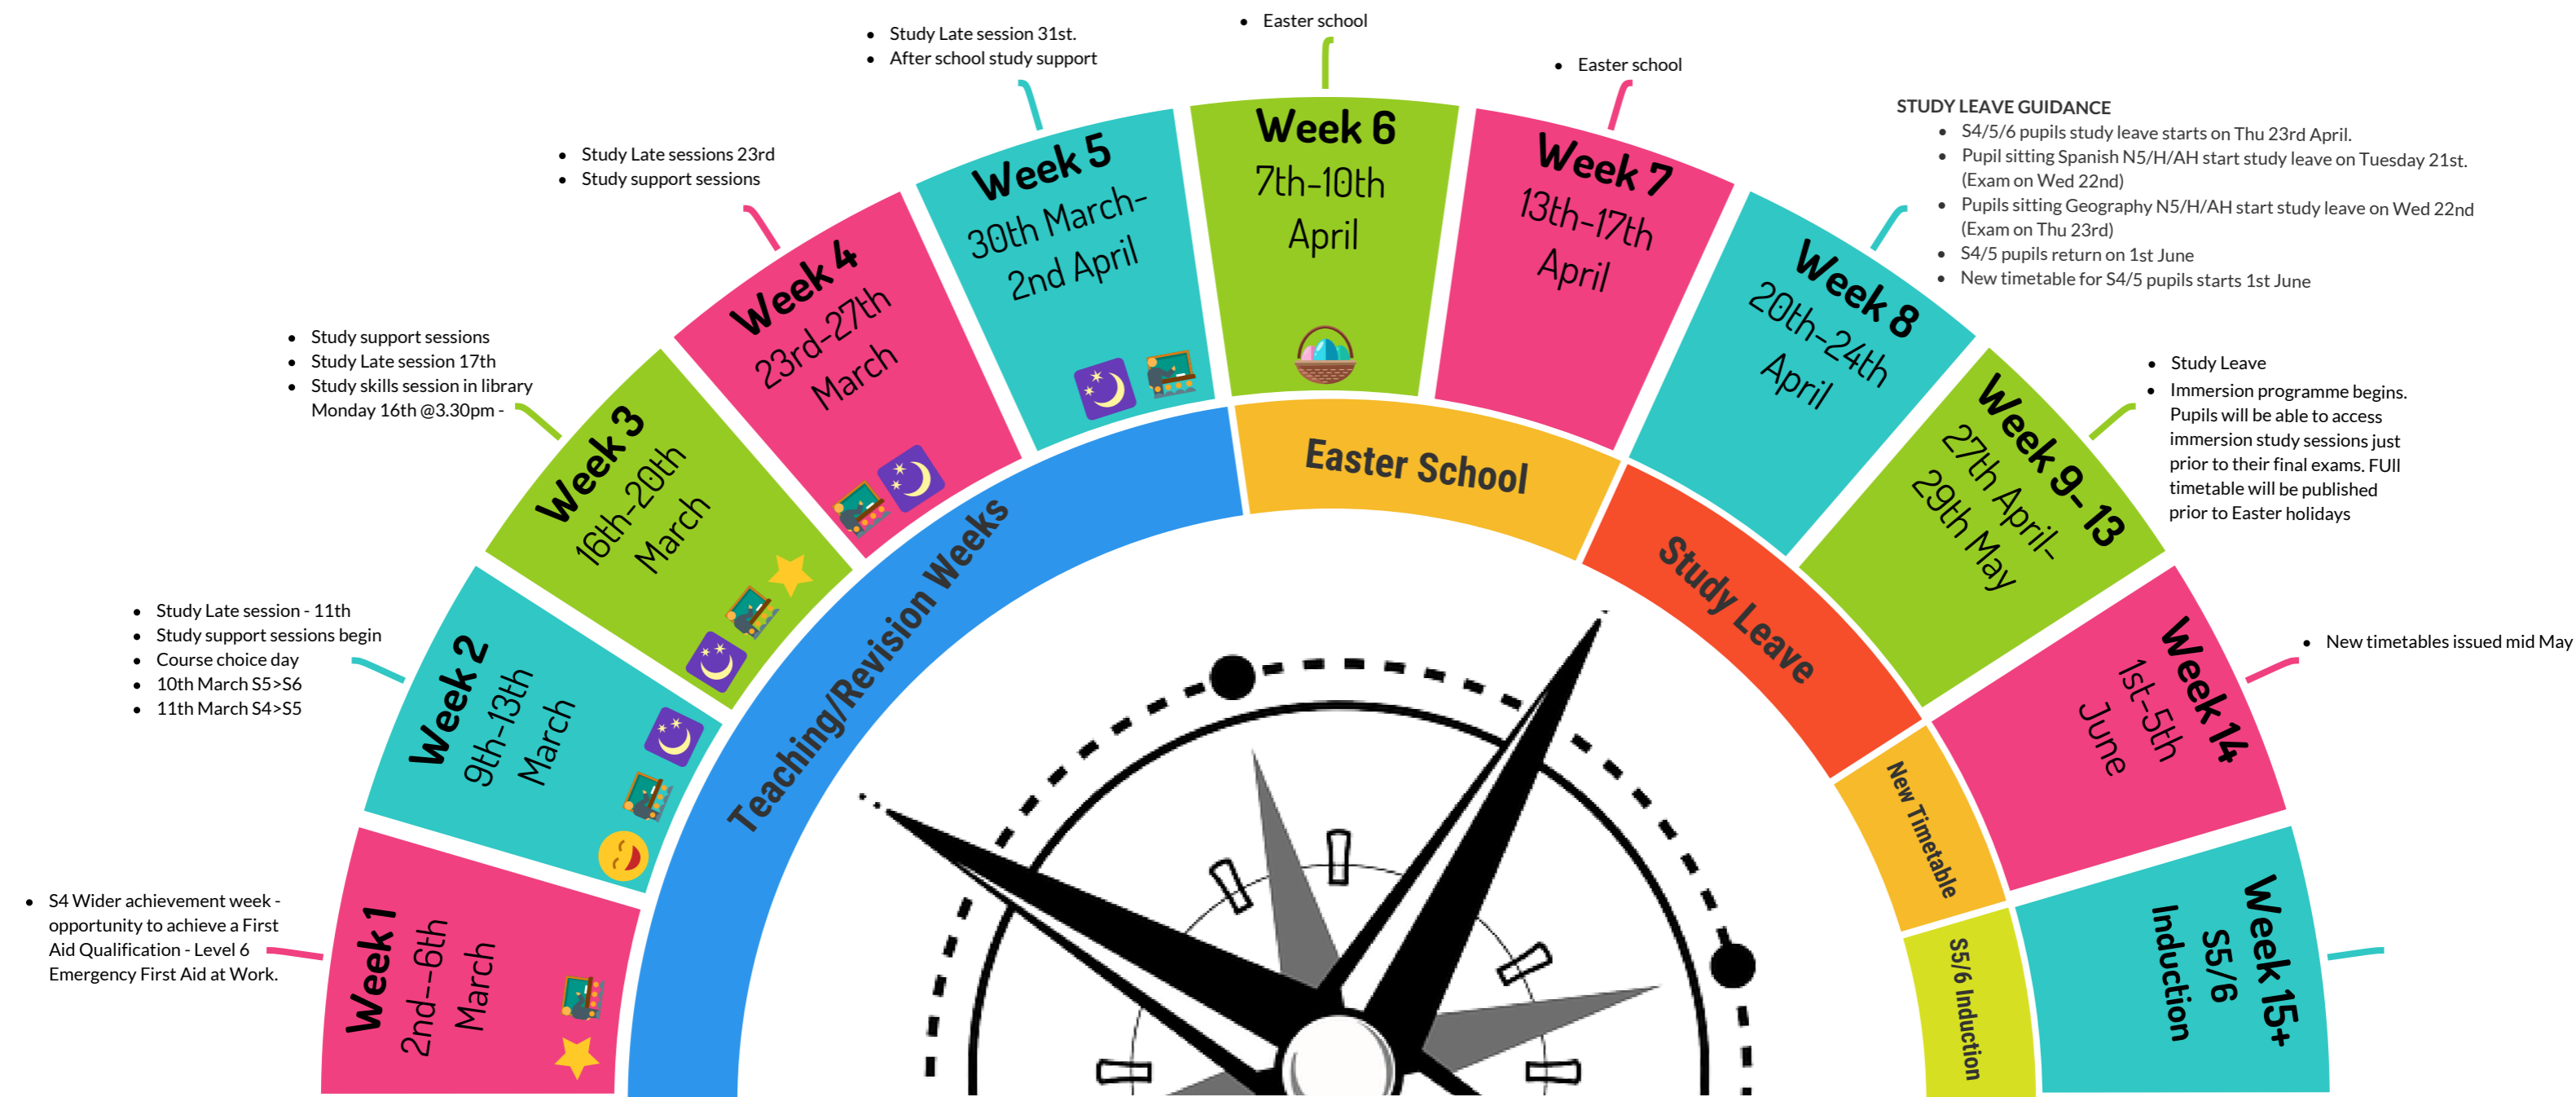 • S4 Wider achievement week -
opportunity to achieve a First
Aid Qualification - Level 6
Emergency First Aid at Work.
Week 1
2nd--6th
March
• Study Late session - 11th
• Study support sessions begin
• Course choice day
• 10th March S5>S6
• 11th March S4>S5
Week 2
9th-13th
March
• Study support sessions
• Study Late session 17th
• Study skills session in library
Monday 16th @3.30pm -
Week 3
16th-20th
March
• Study Late sessions 23rd
• Study support sessions
Week 4
23rd-27th
March
• Study Late session 31st.
• After school study support
Week 5
30th March-
2nd April
• Easter school
Week 6
7th-10th
April
• Easter school
Week 7
13th-17th
April
STUDY LEAVE GUIDANCE
• S4/5/6 pupils study leave starts on Thu 23rd April.
• Pupil sitting Spanish N5/H/AH start study leave on Tuesday 21st.
(Exam on Wed 22nd)
• Pupils sitting Geography N5/H/AH start study leave on Wed 22nd
(Exam on Thu 23rd)
• S4/5 pupils return on 1st June
• New timetable for S4/5 pupils starts 1st June
Week 8
20th-24th
April
• Study Leave
• Immersion programme begins.
Pupils will be able to access
immersion study sessions just
prior to their final exams. FUll
timetable will be published
prior to Easter holidays
Week 9- 13
27th April-
29th May
• New timetables issued mid May
Week 14
1st-5th
June
Week 15+
S5/6
Induction
Teaching/Revision Weeks
Easter School
Study Leave
New Timetable
S5/6 Induction